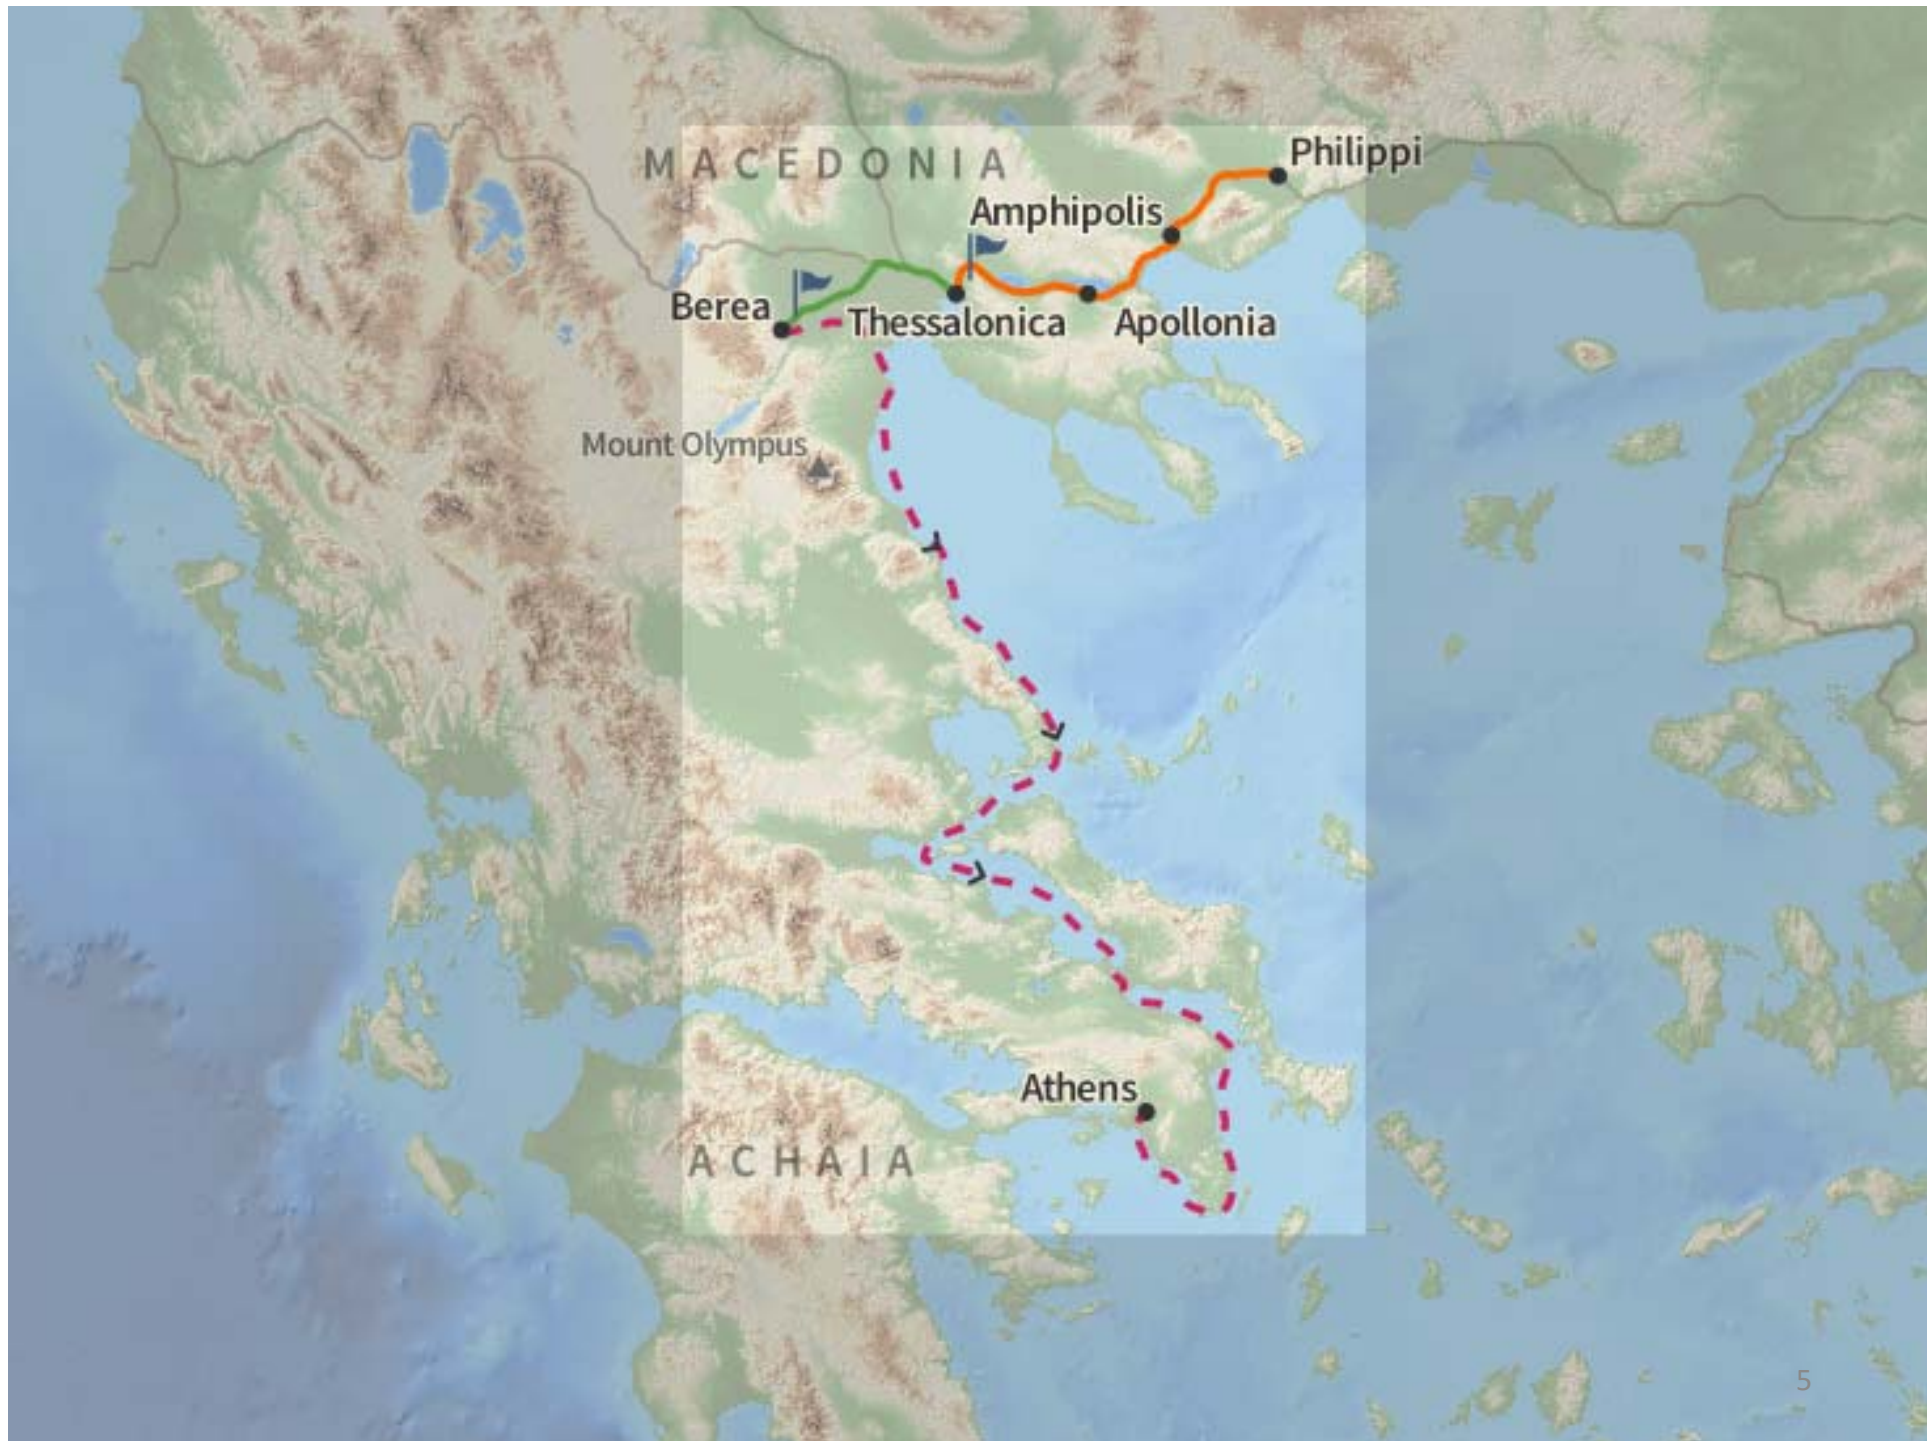 Philippi
MACEDONIA
Amphipolis
Berea
Thessalonica
Apollonia
Mount Olympus
Athens
ACHAIA
5